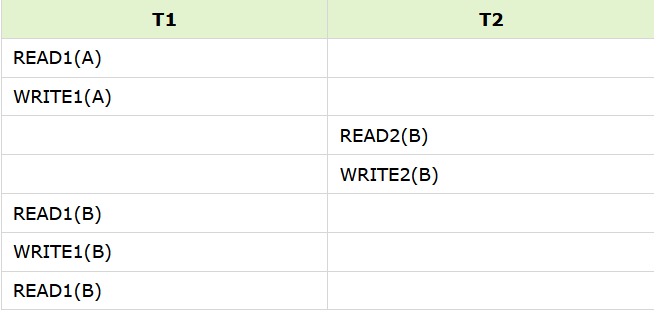 T1 T2
READ1(A)
WRITE1(A)
READ2(B)
WRITE2(B)
READ1(B)
WRITE1(B)
READ1(B)